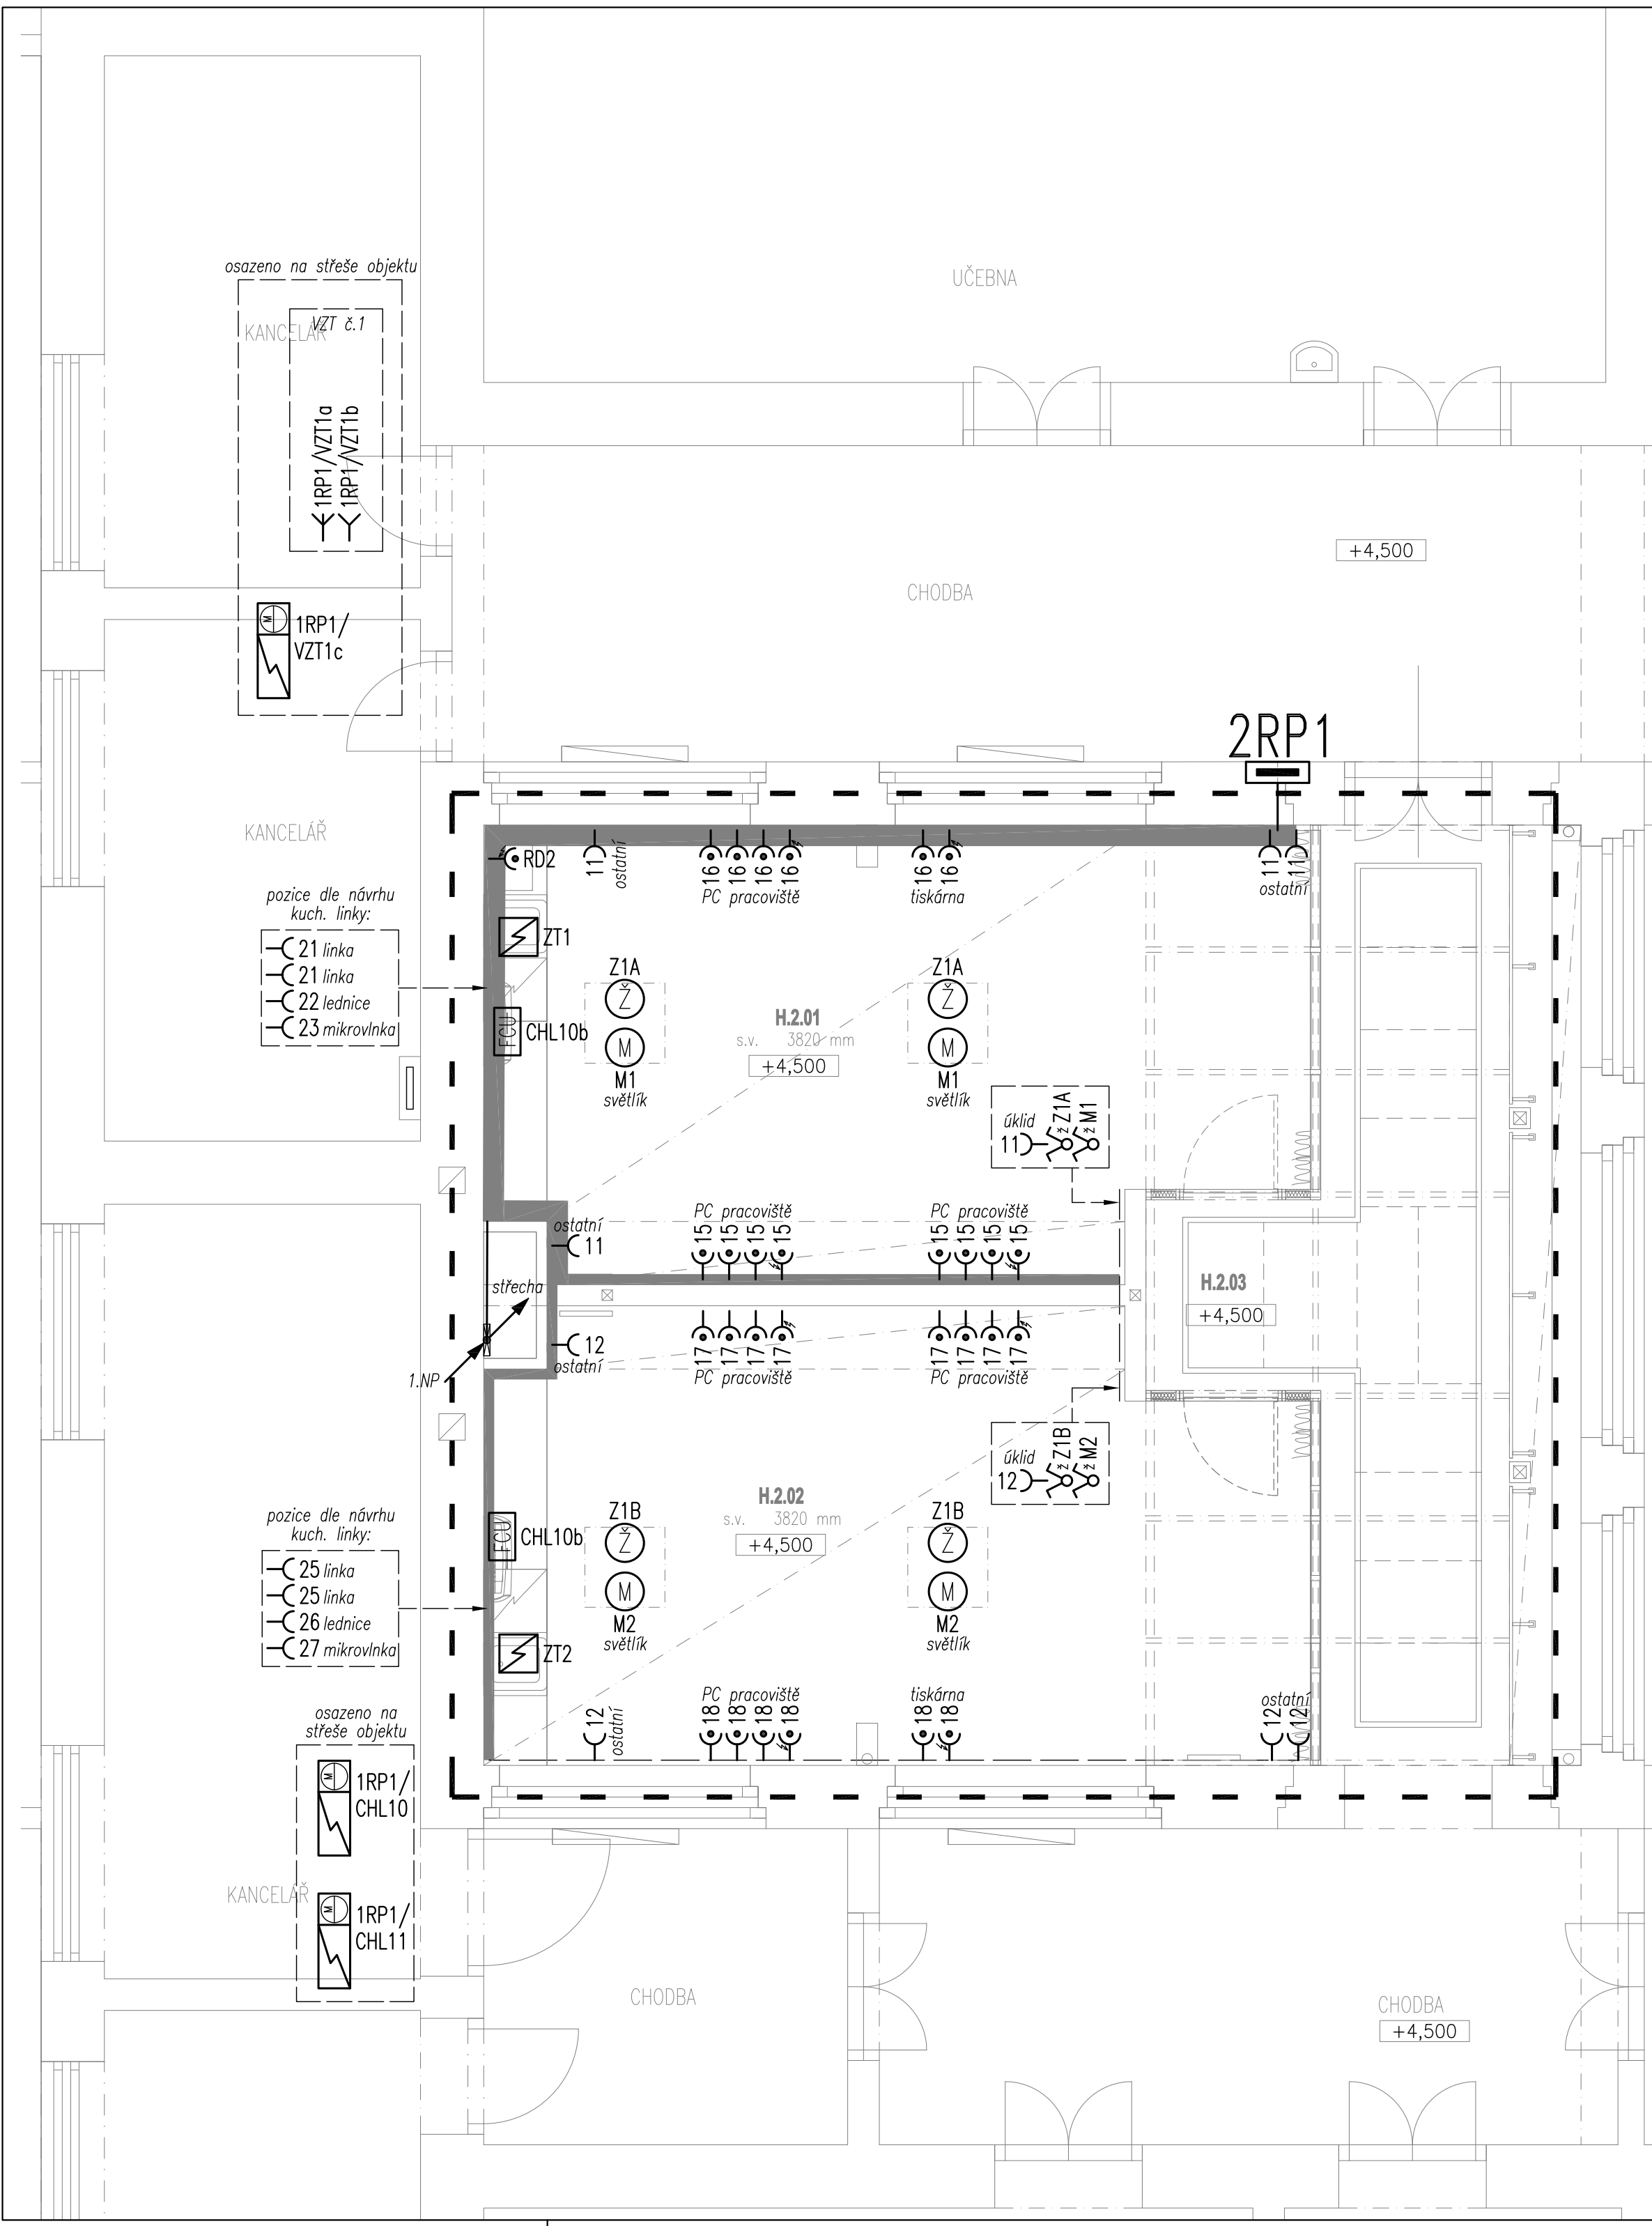 UČEBNA
osazeno na střeše objektu
KANCELÁŘ
VZT č.1
1RP1/VZT1a
1RP1/VZT1b
+4,500
CHODBA
M
1RP1/
VZT1c
2RP1
KANCELÁŘ
RD2
11
ostatní
16
16
16
16
PC pracoviště
16
16
tiskárna
11
11
ostatní
pozice dle návrhu
kuch. linky:
21 linka
21 linka
22 lednice
23 mikrovlnka
ZT1
FCU
CHL10b
Z1A
Ž
M
M1
světlík
H.2.01
s.v. 3820 mm
+4,500
Z1A
Ž
M
M1
světlík
úklid
11
ž
Z1A
ž
M1
ostatní
11
PC pracoviště
15
15
15
15
PC pracoviště
15
15
15
15
střecha
H.2.03
+4,500
1.NP
12
ostatní
17
17
17
17
PC pracoviště
17
17
17
17
PC pracoviště
úklid
12
ž
Z1B
ž
M2
pozice dle návrhu
kuch. linky:
25 linka
25 linka
26 lednice
27 mikrovlnka
FCU
CHL10b
ZT2
Z1B
Ž
M
M2
světlík
H.2.02
s.v. 3820 mm
+4,500
Z1B
Ž
M
M2
světlík
12
ostatní
PC pracoviště
18
18
18
18
tiskárna
18
18
ostatní
12
12
osazeno na
střeše objektu
M
1RP1/
CHL10
KANCELÁŘ
M
1RP1/
CHL11
CHODBA
CHODBA
+4,500